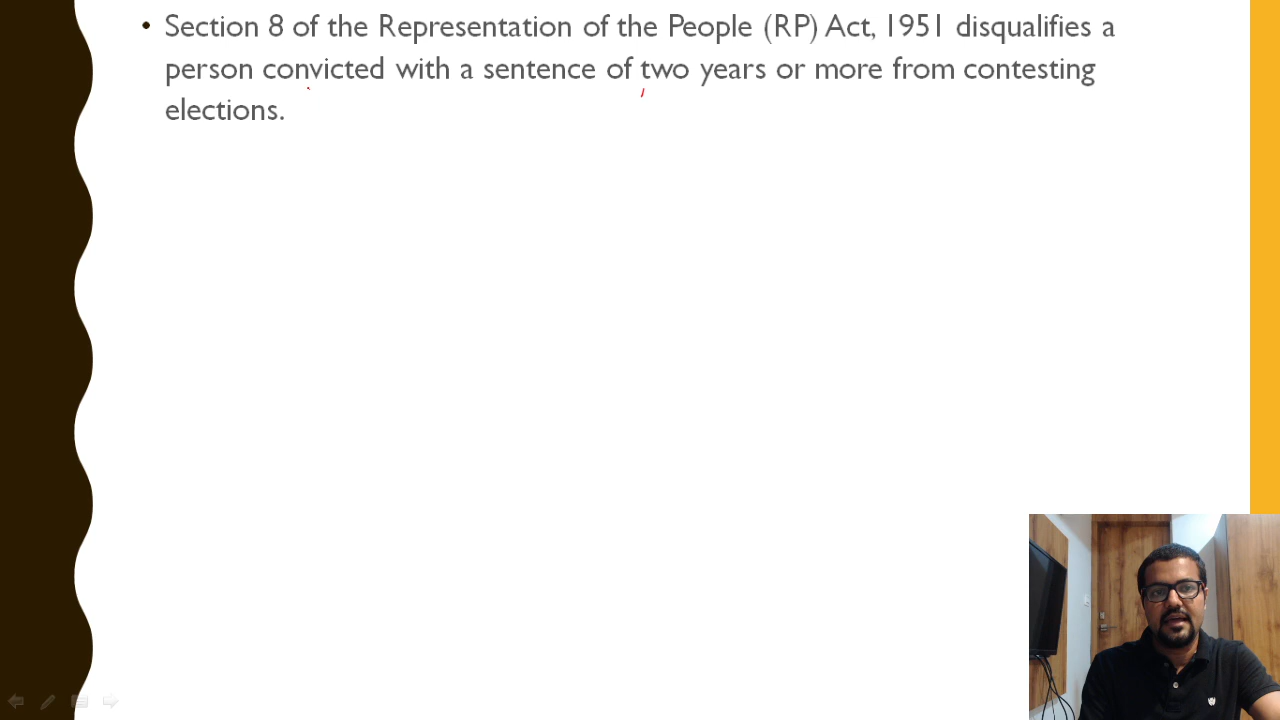 • Section 8 of the Representation of the People (RP) Act, 1951 disqualifies a
person convicted with a sentence of two years or more from contesting
elections.